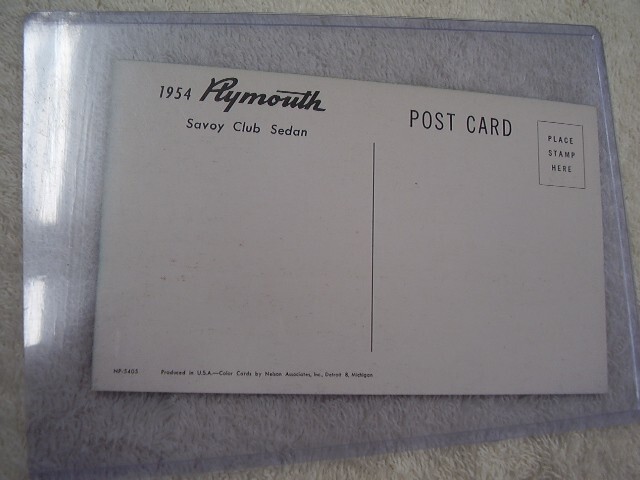 1954 Plymouth
Savoy Club Sedan
POST CARD
PLACE
STAMP
HERE
HP-5403 Produced in U.S.A.—Color Cards by Nelson Associates, Inc., Detroit 8, Michigan